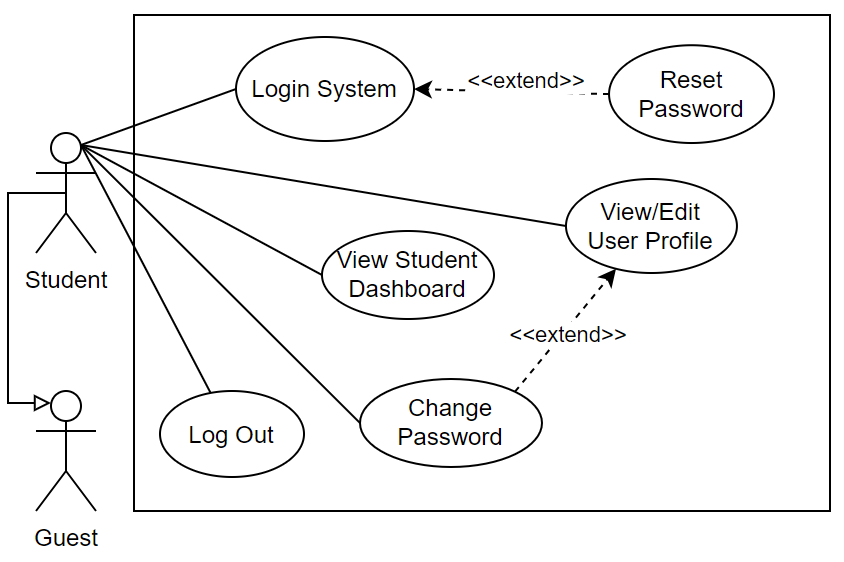 Login System
<<extend>>
Reset
Password
View/Edit
User Profile
Student
View Student
Dashboard
<<extend>>
Change
Password
Log Out
Guest